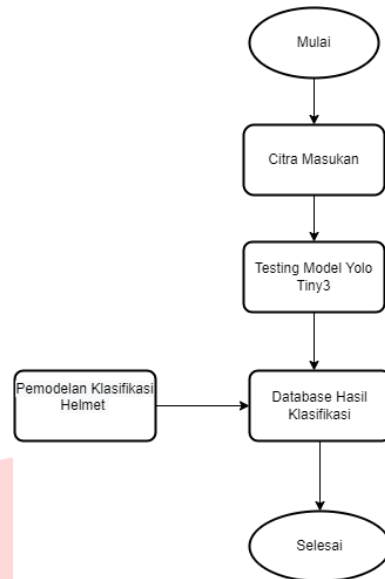 Mulai
Citra Masukan
Testing Model Yolo
Tiny3
Pemodelan Klasifikasi
Helmet
Database Hasil
Klasifikasi
Selesai